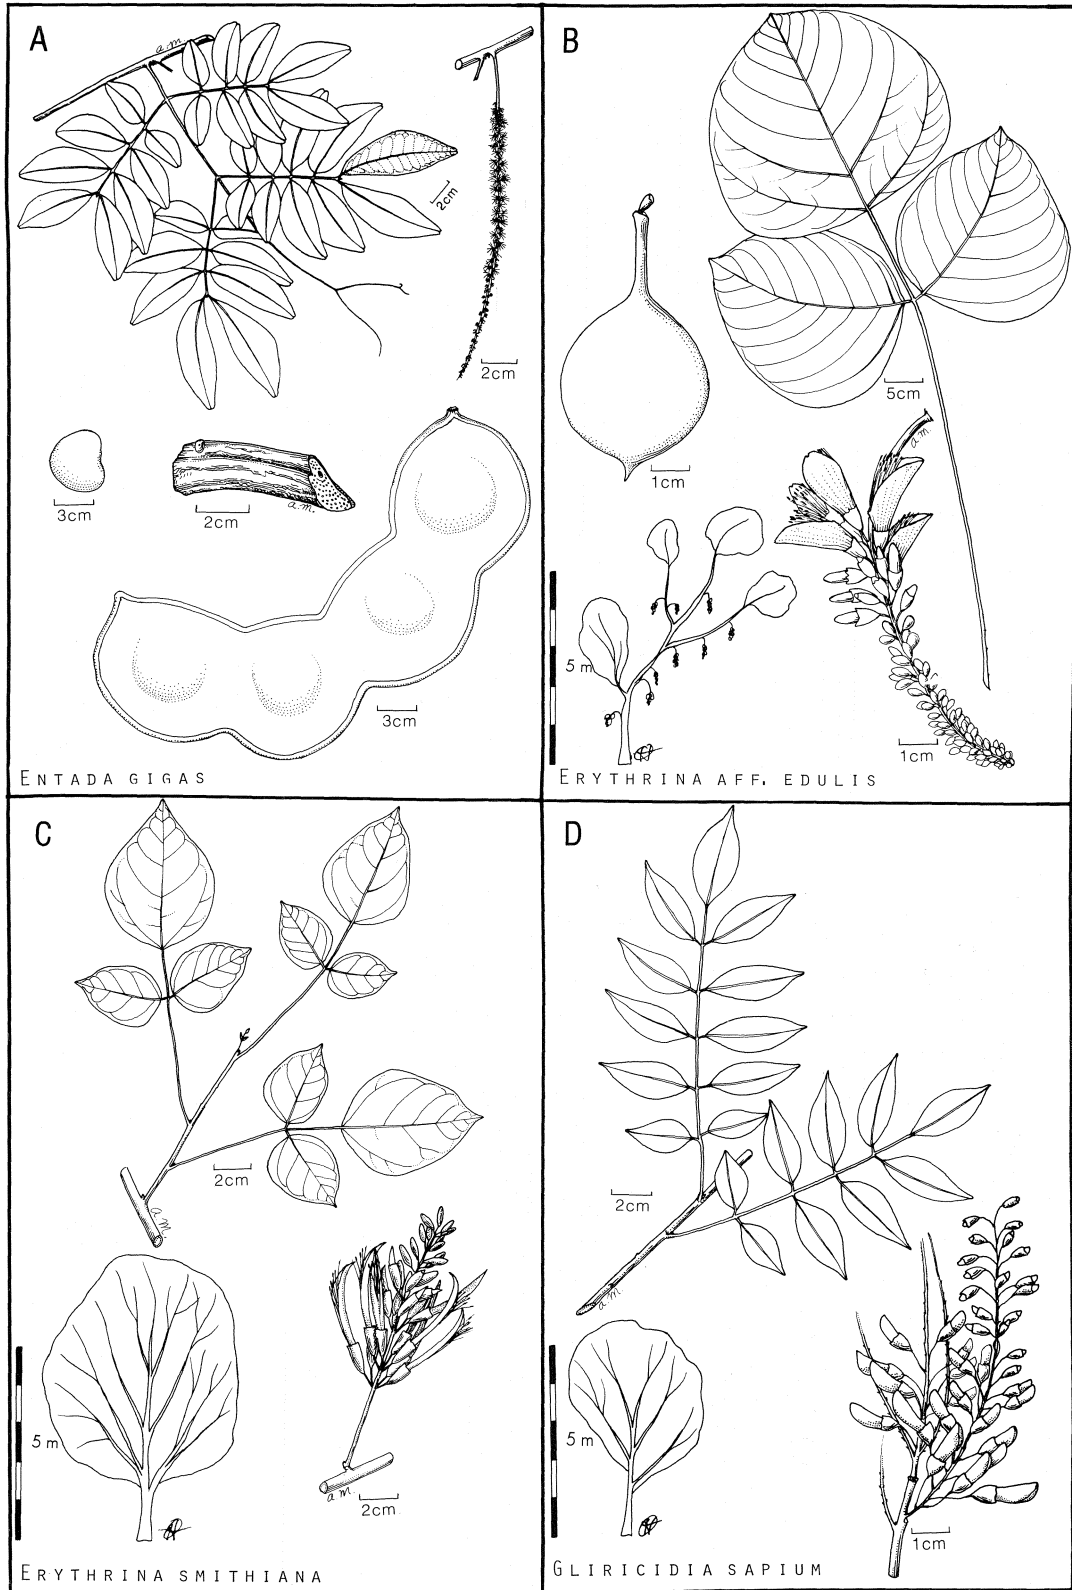 A
a.m.
2cm
2cm
3cm
2cm
a.m.
3cm
ENTADA GIGAS
B
5cm
a.m.
1cm
5 m
1cm
ERYTHRINA AFF. EDULIS
C
2cm
a.m.
5 m
a.m.
2cm
ERYTHRINA SMITHIANA
D
2cm
a.m.
5 m
1cm
GLIRICIDIA SAPIUM